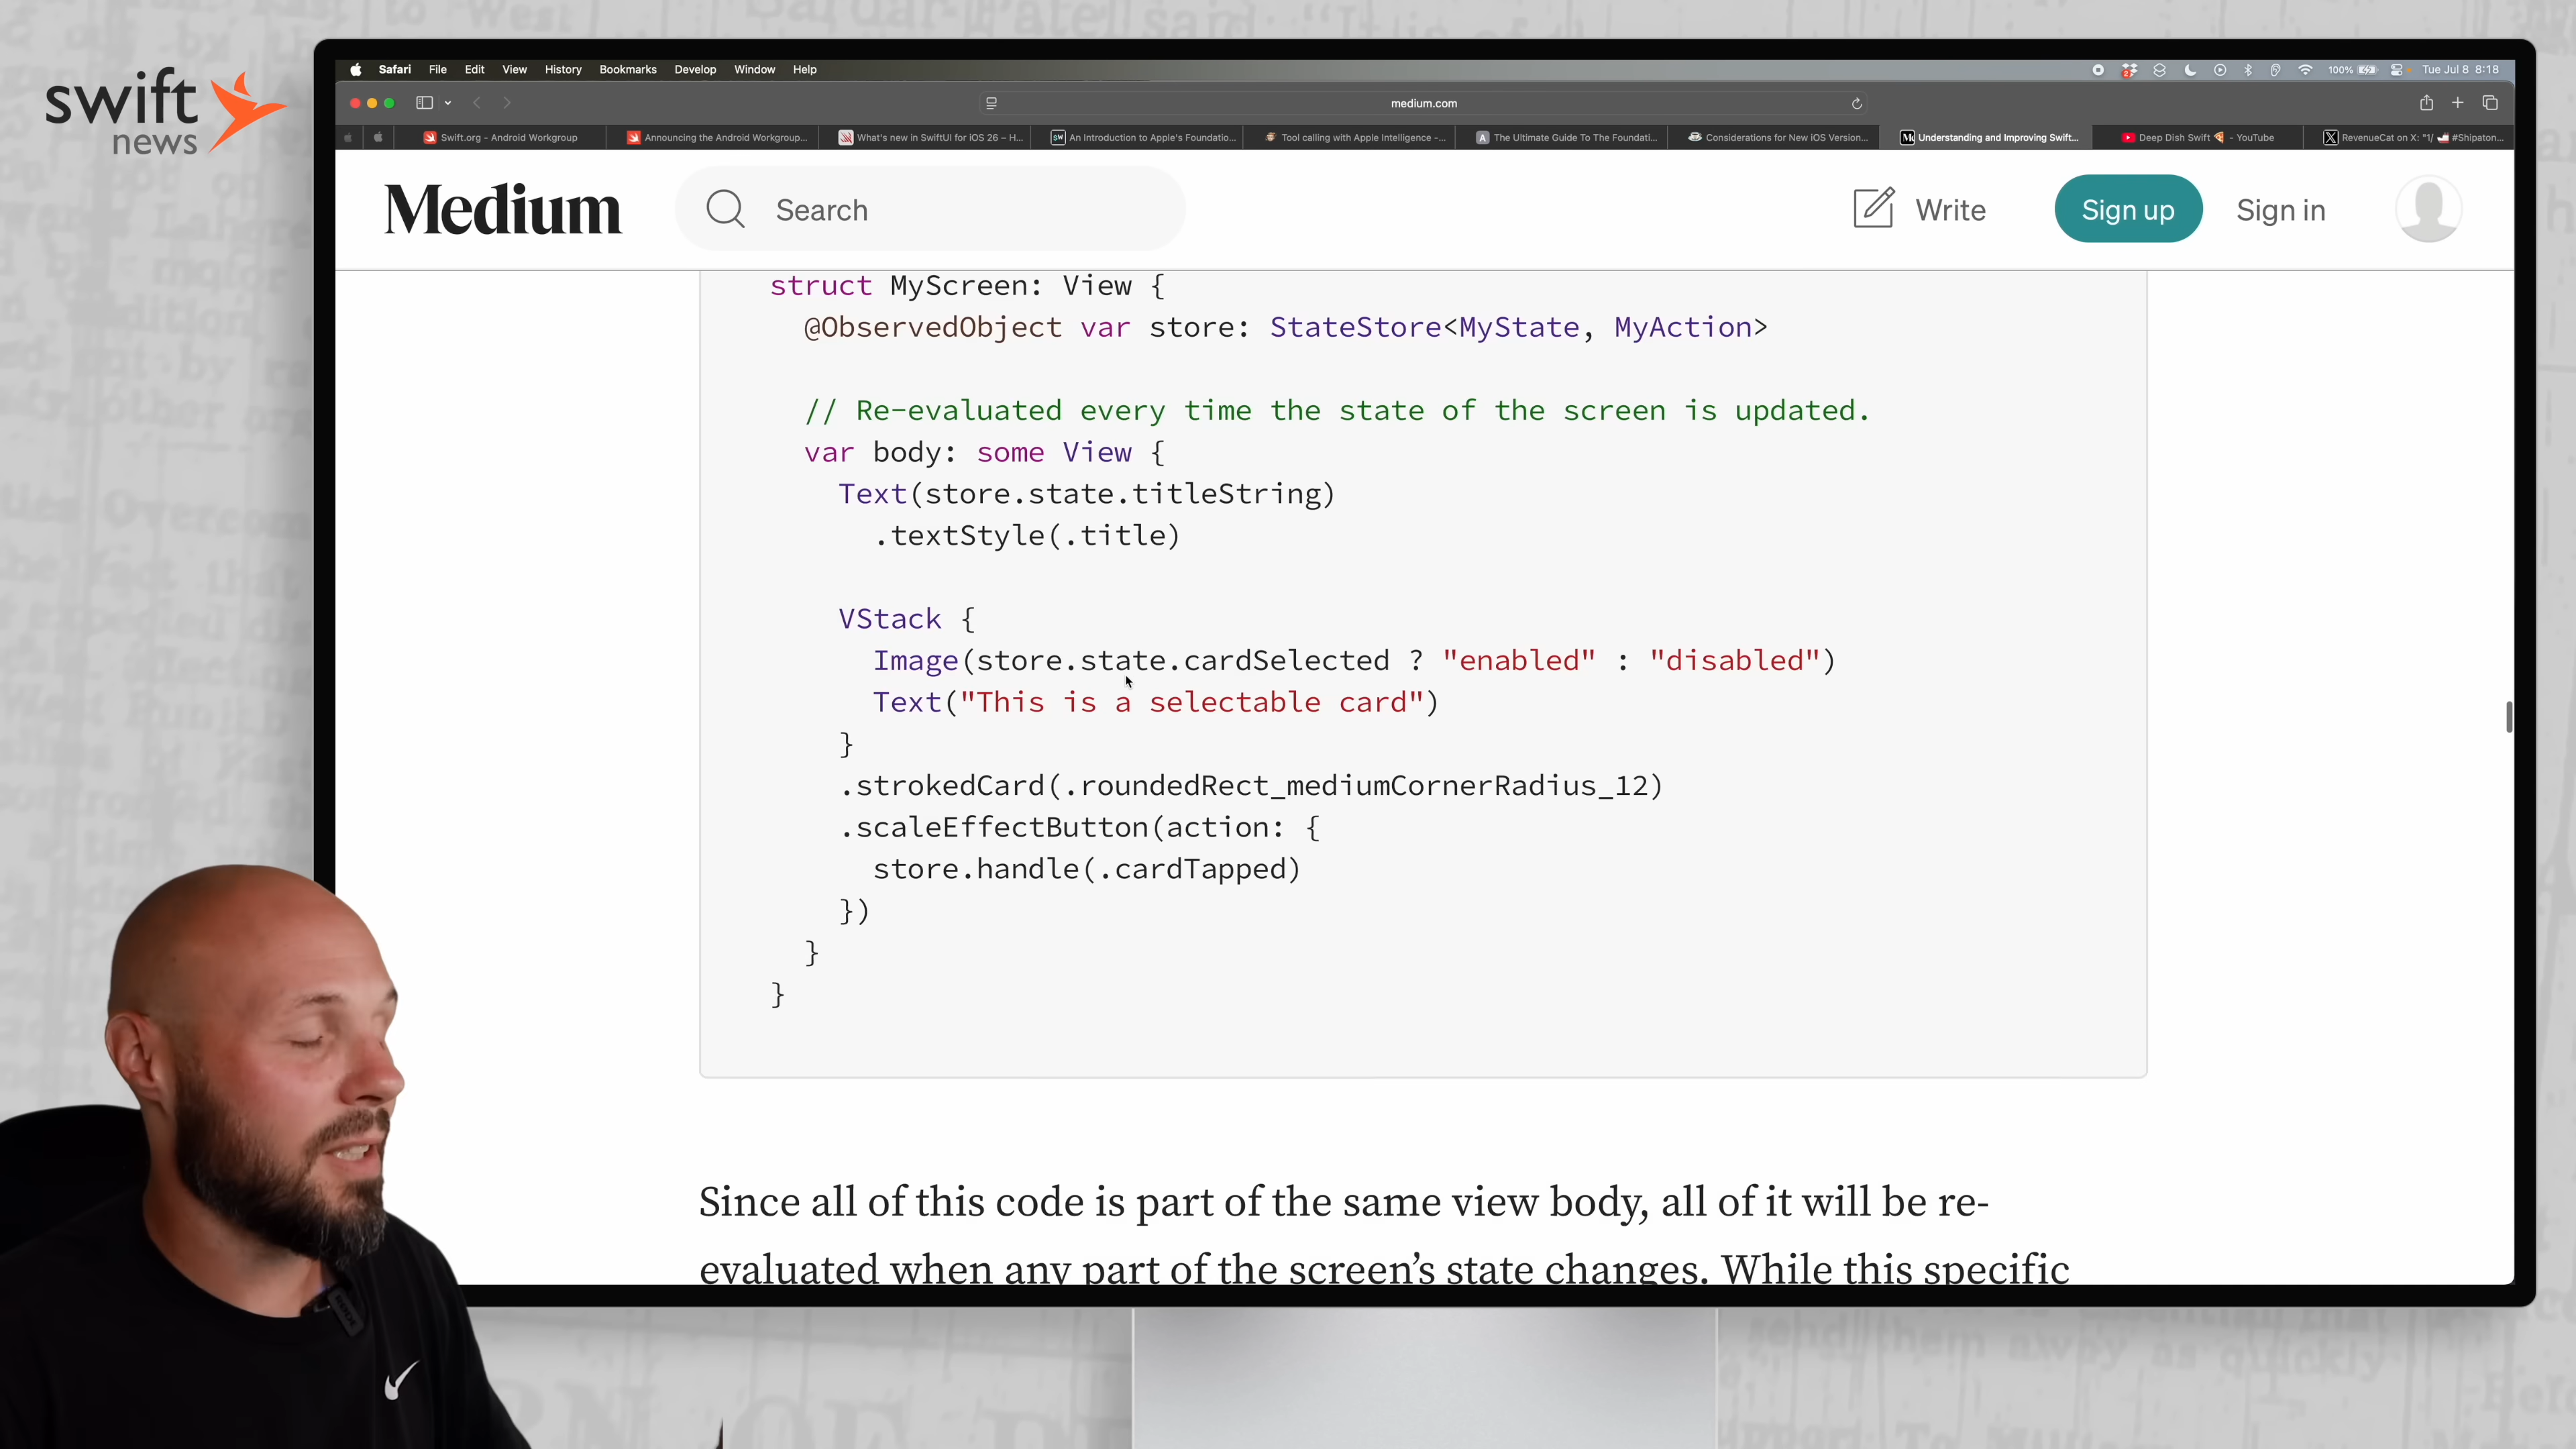 swift
news
Safari File Edit View History Bookmarks Develop Window Help
100% Tue Jul 8 8:18
medium.com
Swift.org - Android Workgroup
Announcing the Android Workgroup...
What's new in SwiftUI for iOS 26 – H...
An Introduction to Apple's Foundatio...
Tool calling with Apple Intelligence -...
The Ultimate Guide To The Foundati...
Considerations for New iOS Version...
Understanding and Improving Swift...
Deep Dish Swift 🍕 - YouTube
RevenueCat on X: "1/ 🚢 #Shipaton...
Medium
Search
Write
Sign up
Sign in
struct MyScreen: View {
@ObservedObject var store: StateStore<MyState, MyAction>
// Re-evaluated every time the state of the screen is updated.
var body: some View {
Text(store.state.titleString)
.textStyle(.title)
VStack {
Image(store.state.cardSelected ? "enabled" : "disabled")
Text("This is a selectable card")
}
.strokedCard(.roundedRect_mediumCornerRadius_12)
.scaleEffectButton(action: {
store.handle(.cardTapped)
})
}
}
Since all of this code is part of the same view body, all of it will be re-
evaluated when any part of the screen's state changes. While this specific